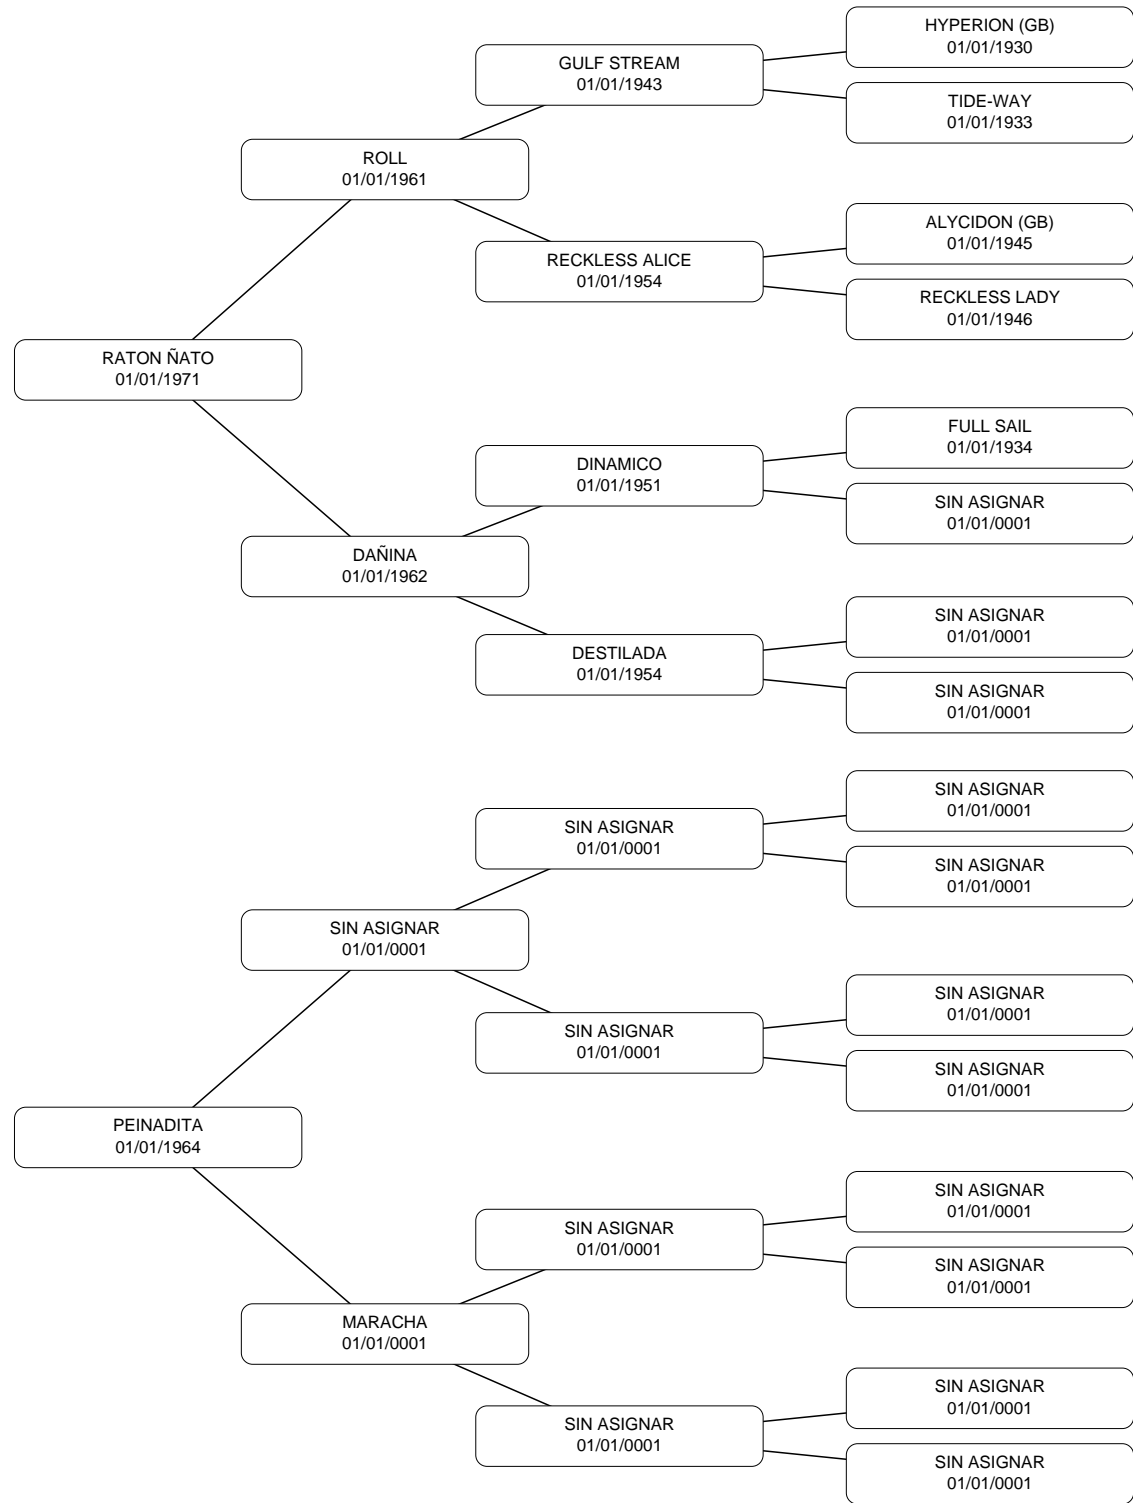 HYPERION (GB)
01/01/1930
GULF STREAM
01/01/1943
TIDE-WAY
01/01/1933
ROLL
01/01/1961
ALYCIDON (GB)
01/01/1945
RECKLESS ALICE
01/01/1954
RECKLESS LADY
01/01/1946
RATON ÑATO
01/01/1971
FULL SAIL
01/01/1934
DINAMICO
01/01/1951
SIN ASIGNAR
01/01/0001
DAÑINA
01/01/1962
SIN ASIGNAR
01/01/0001
DESTILADA
01/01/1954
SIN ASIGNAR
01/01/0001
SIN ASIGNAR
01/01/0001
SIN ASIGNAR
01/01/0001
SIN ASIGNAR
01/01/0001
SIN ASIGNAR
01/01/0001
SIN ASIGNAR
01/01/0001
SIN ASIGNAR
01/01/0001
SIN ASIGNAR
01/01/0001
PEINADITA
01/01/1964
SIN ASIGNAR
01/01/0001
SIN ASIGNAR
01/01/0001
SIN ASIGNAR
01/01/0001
MARACHA
01/01/0001
SIN ASIGNAR
01/01/0001
SIN ASIGNAR
01/01/0001
SIN ASIGNAR
01/01/0001